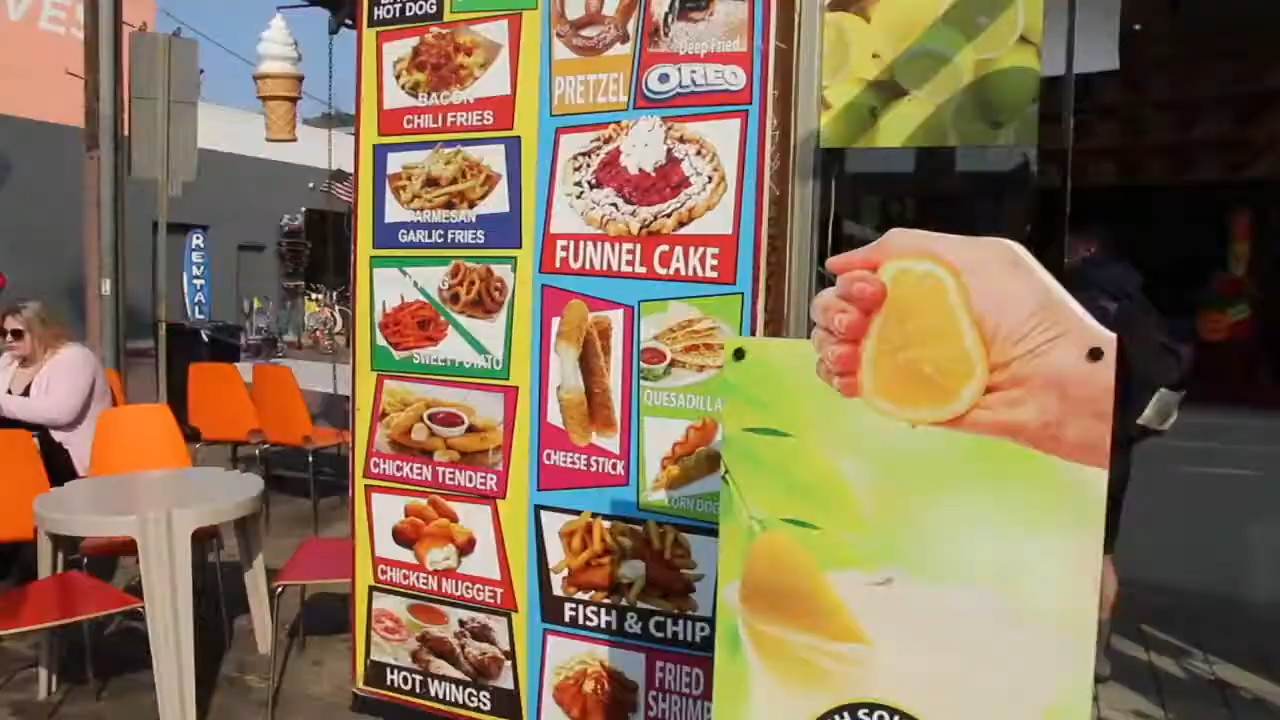 HOT DOG
BACON
CHILI FRIES
PARMESAN
GARLIC FRIES
SWEET POTATO
CHICKEN TENDER
CHICKEN NUGGET
HOT WINGS
PRETZEL
Deep Fried
OREO
FUNNEL CAKE
CHEESE STICK
QUESADILLA
CORN DOG
FISH & CHIP
FRIED
SHRIMP
RENTAL